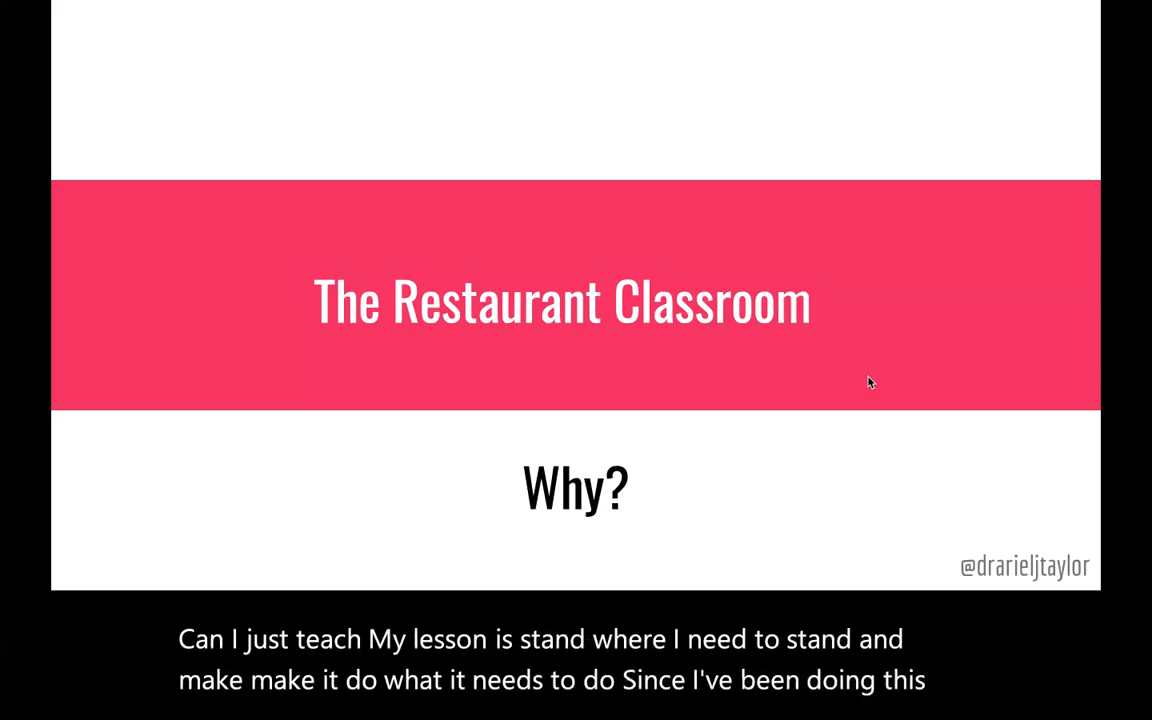 The Restaurant Classroom
Why?
@drarieljtaylor
Can I just teach My lesson is stand where I need to stand and
make make it do what it needs to do Since I've been doing this